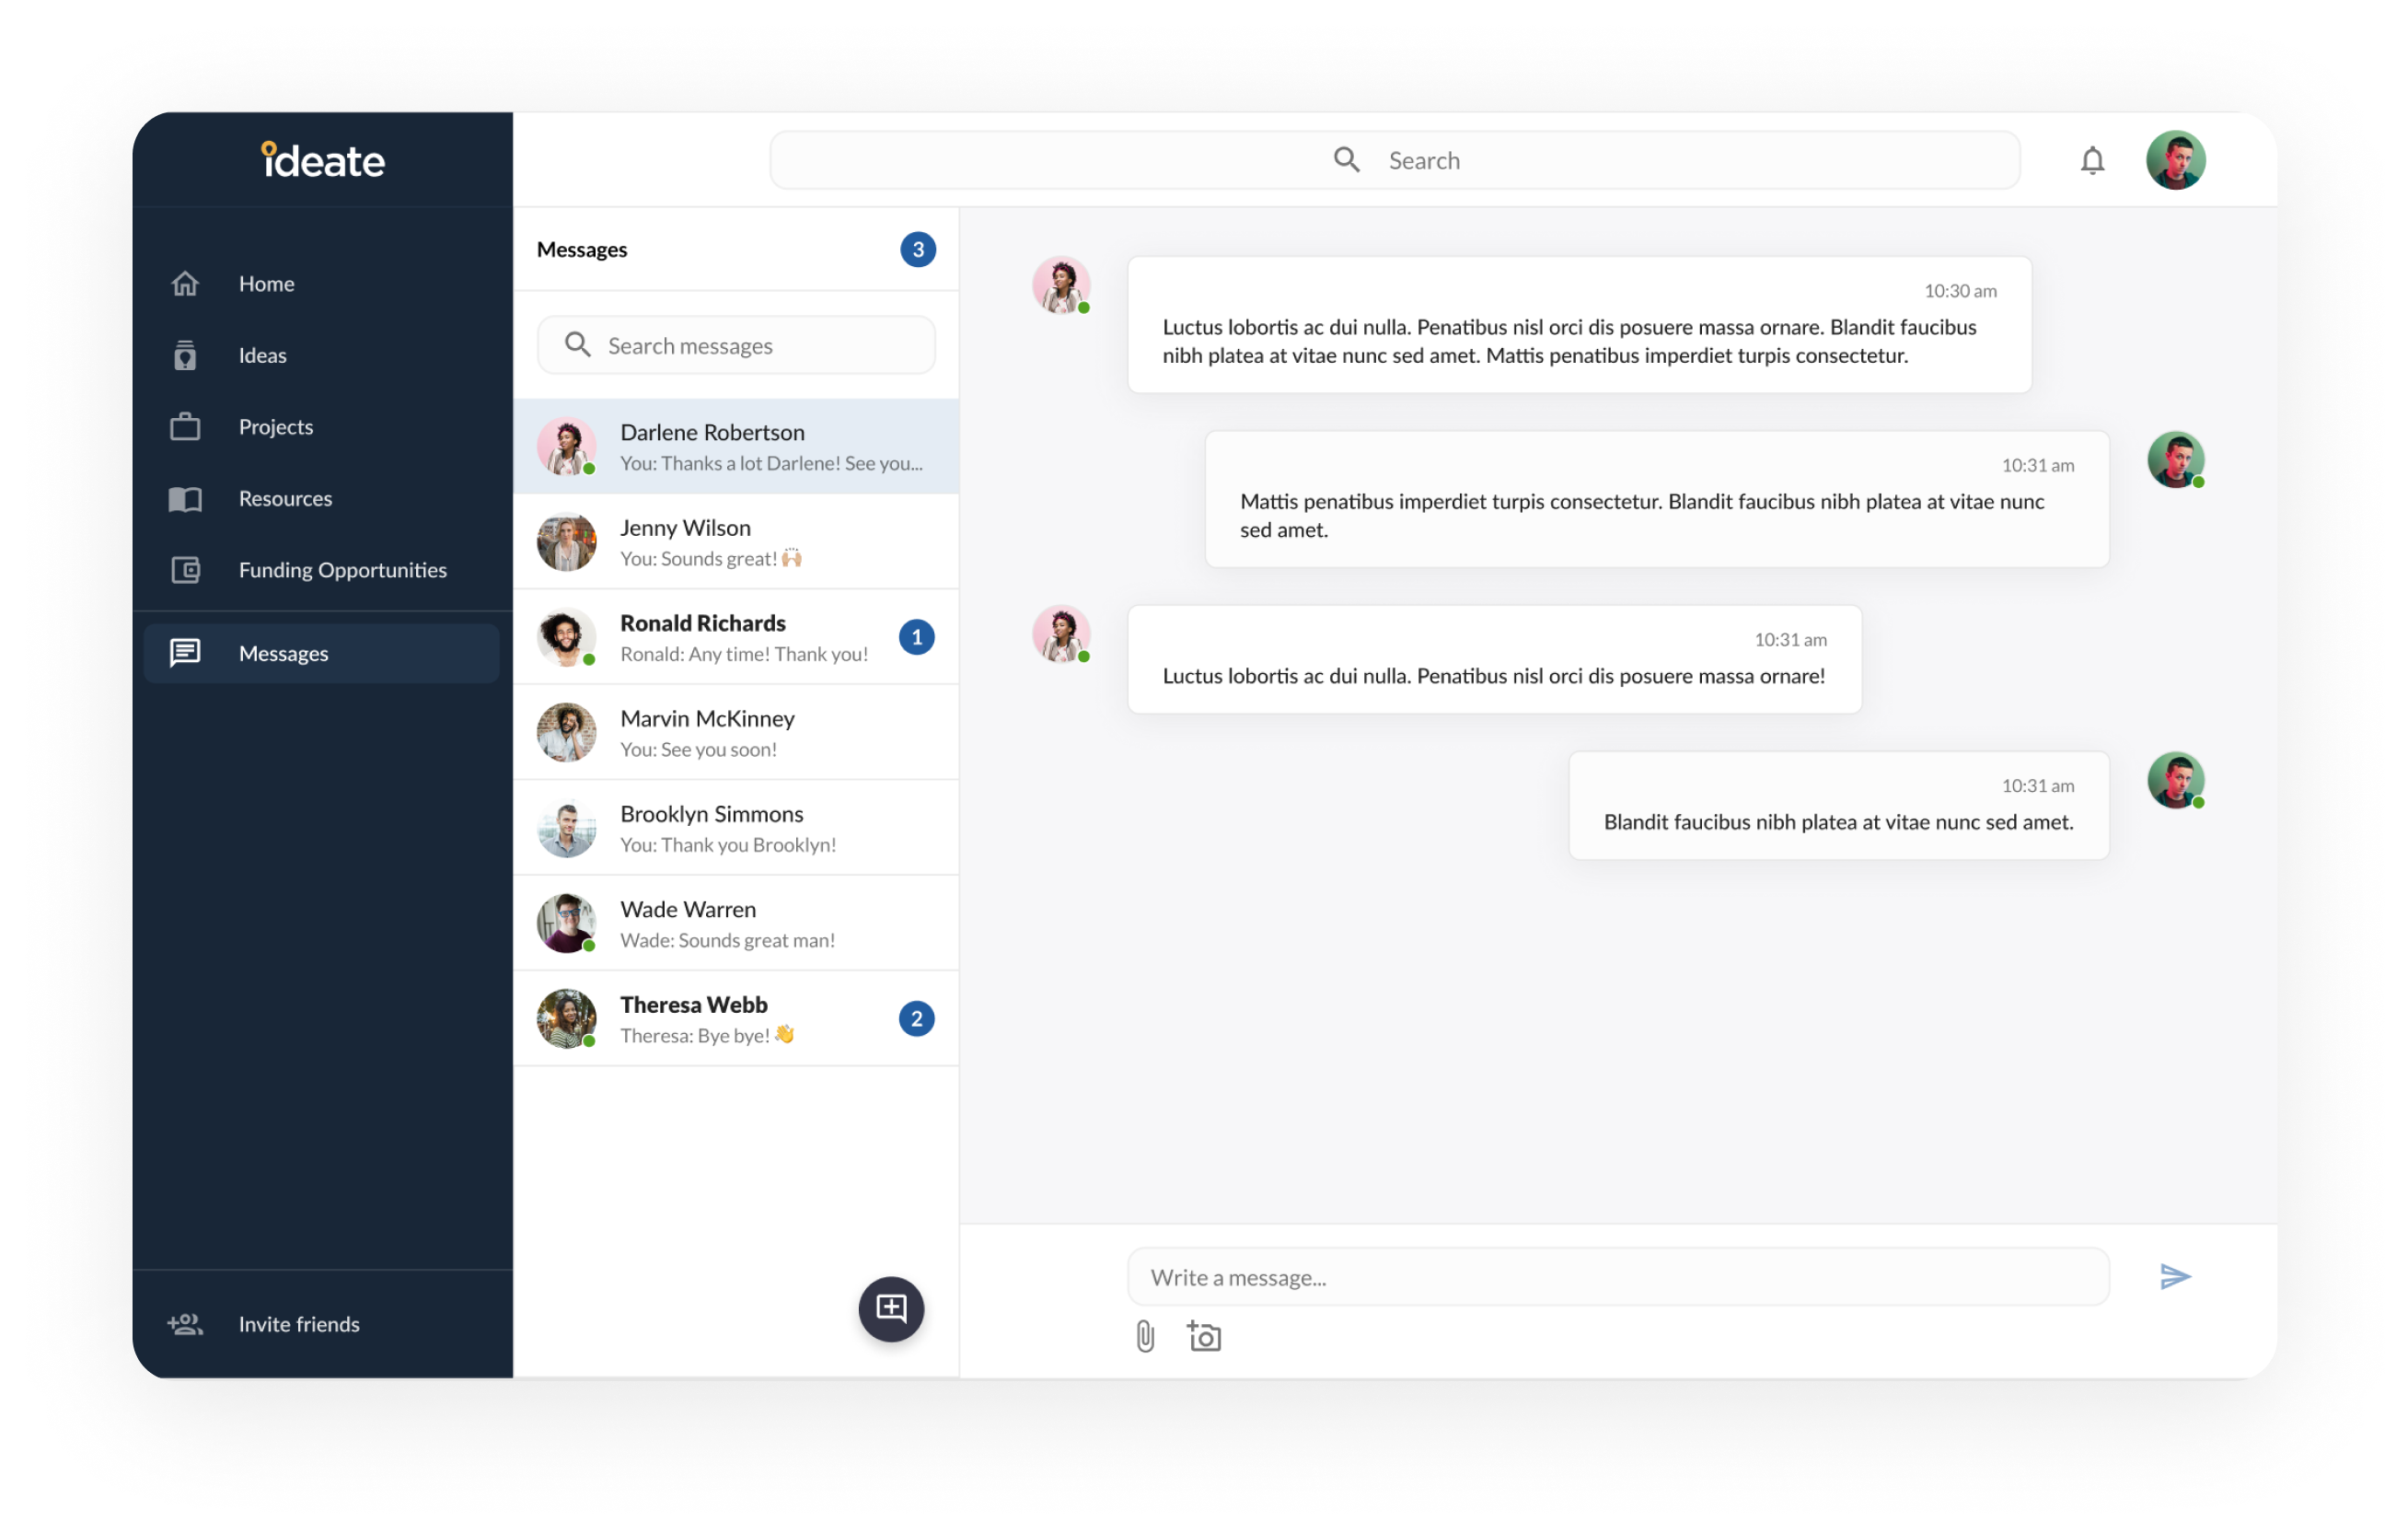 ideate
Search
Home
Ideas
Projects
Resources
Funding Opportunities
Messages
Invite friends
Messages
3
Search messages
Darlene Robertson
You: Thanks a lot Darlene! See you...
Jenny Wilson
You: Sounds great! 🙌🏼
Ronald Richards
Ronald: Any time! Thank you!
1
Marvin McKinney
You: See you soon!
Brooklyn Simmons
You: Thank you Brooklyn!
Wade Warren
Wade: Sounds great man!
Theresa Webb
Theresa: Bye bye! 👋
2
10:30 am
Luctus lobortis ac dui nulla. Penatibus nisl orci dis posuere massa ornare. Blandit faucibus
nibh platea at vitae nunc sed amet. Mattis penatibus imperdiet turpis consectetur.
10:31 am
Mattis penatibus imperdiet turpis consectetur. Blandit faucibus nibh platea at vitae nunc
sed amet.
10:31 am
Luctus lobortis ac dui nulla. Penatibus nisl orci dis posuere massa ornare!
10:31 am
Blandit faucibus nibh platea at vitae nunc sed amet.
Write a message...